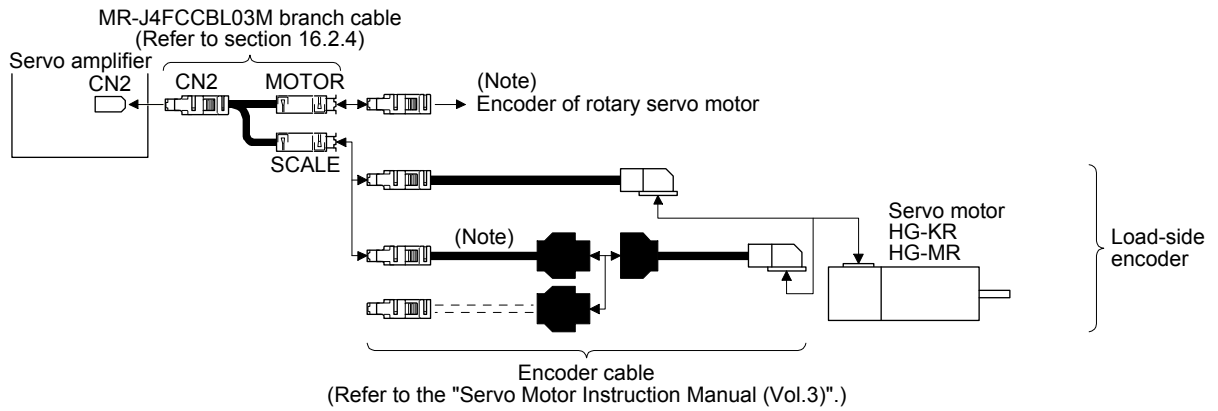 MR-J4FCCBL03M branch cable
(Refer to section 16.2.4)
Servo amplifier
CN2
CN2
MOTOR
(Note)
Encoder of rotary servo motor
SCALE
(Note)
Servo motor
HG-KR
HG-MR
Load-side
encoder
Encoder cable
(Refer to the "Servo Motor Instruction Manual (Vol.3)".)